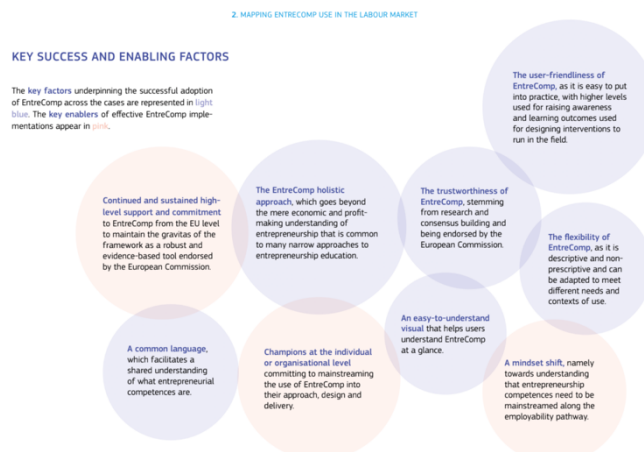 2. MAPPING ENTRECOMP USE IN THE LABOUR MARKET
KEY SUCCESS AND ENABLING FACTORS
The key factors underpinning the successful adoption
of EntreComp across the cases are represented in light
blue. The key enablers of effective EntreComp imple-
mentations appear in pink.
The user-friendliness of
EntreComp, as it is easy to put
into practice, with higher levels
used for raising awareness
and learning outcomes used
for designing interventions to
run in the field.
Continued and sustained high-
level support and commitment
to EntreComp from the EU level
to maintain the gravitas of the
framework as a robust and
evidence-based tool endorsed
by the European Commission.
The EntreComp holistic
approach, which goes beyond
the mere economic and profit-
making understanding of
entrepreneurship that is common
to many narrow approaches to
entrepreneurship education.
The trustworthiness of
EntreComp, stemming
from research and
consensus building and
being endorsed by the
European Commission.
The flexibility of
EntreComp, as it is
descriptive and non-
prescriptive and can
be adapted to meet
different needs and
contexts of use.
A common language,
which facilitates a
shared understanding
of what entrepreneurial
competences are.
Champions at the individual
or organisational level
committing to mainstreaming
the use of EntreComp into
their approach, design and
delivery.
An easy-to-understand
visual that helps users
understand EntreComp
at a glance.
A mindset shift, namely
towards understanding
that entrepreneurship
competences need to be
mainstreamed along the
employability pathway.